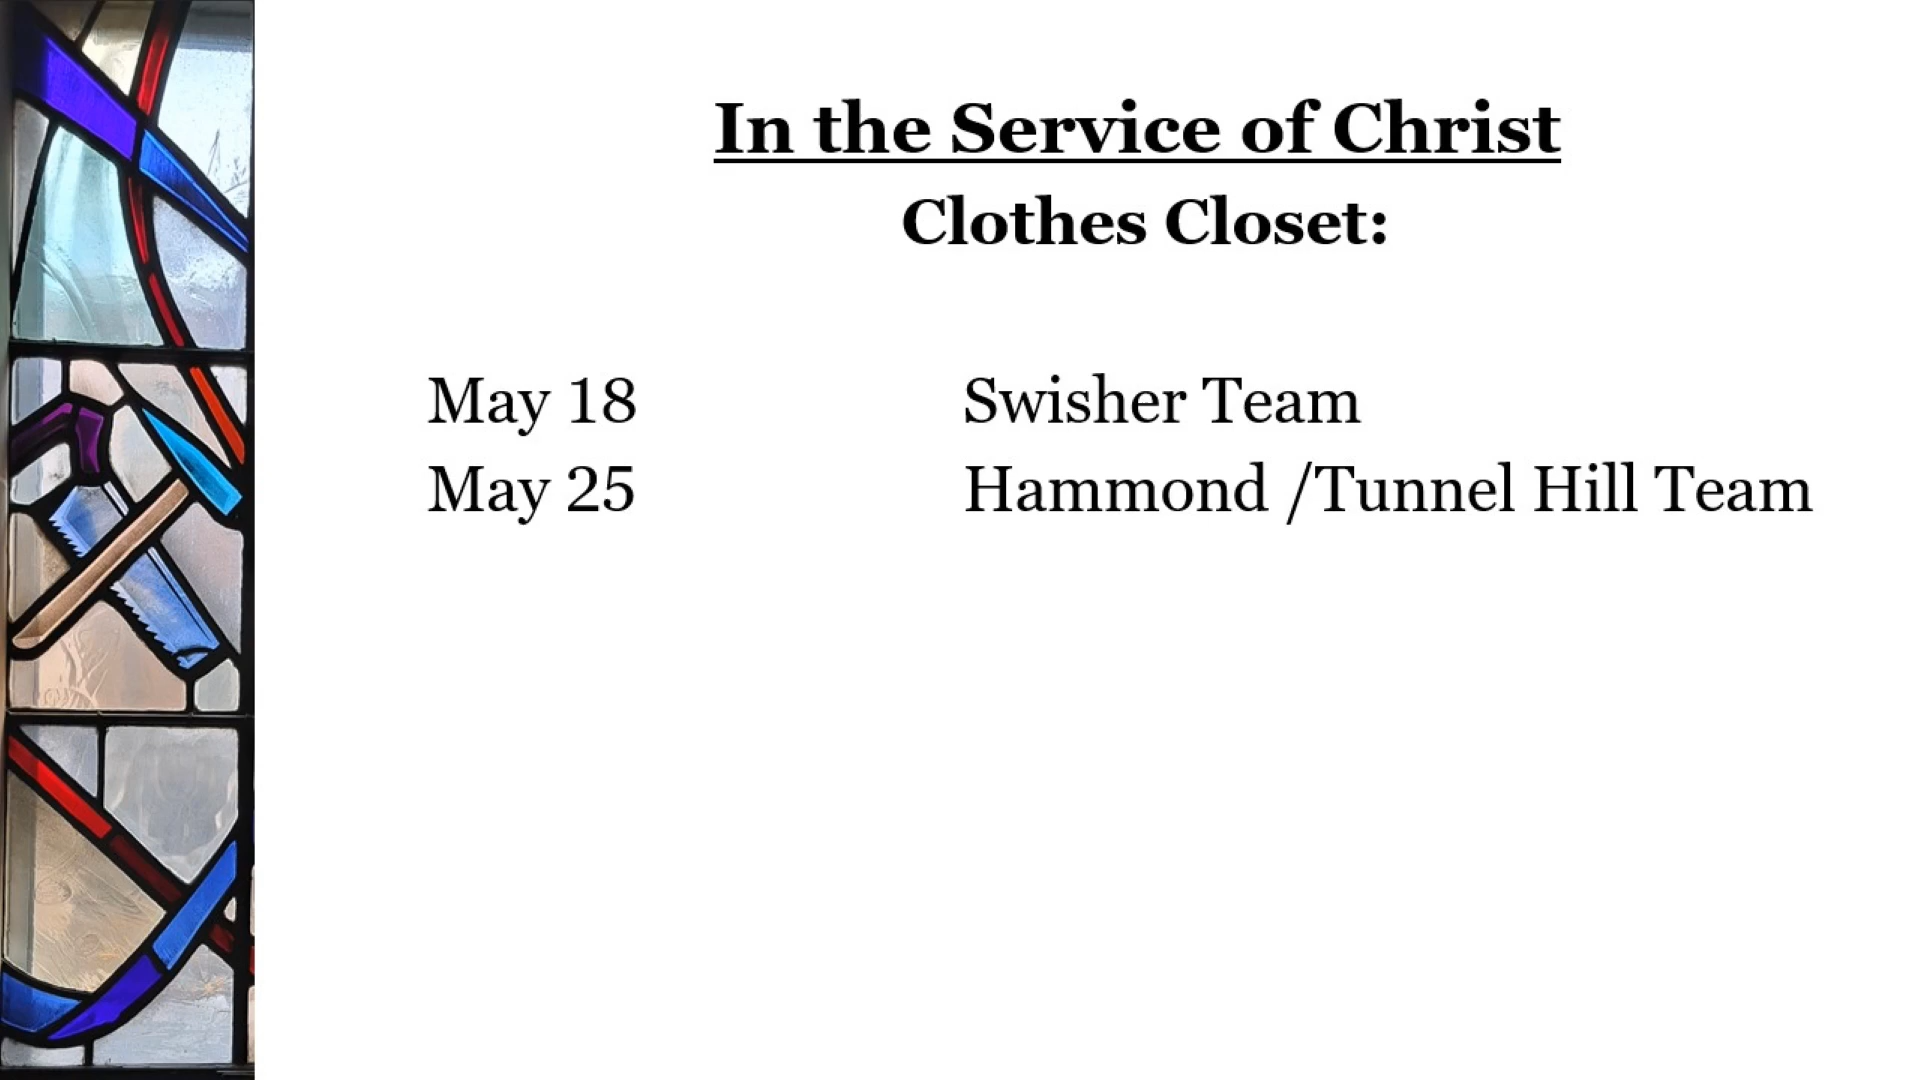 In the Service of Christ
Clothes Closet:
May 18 Swisher Team
May 25 Hammond /Tunnel Hill Team